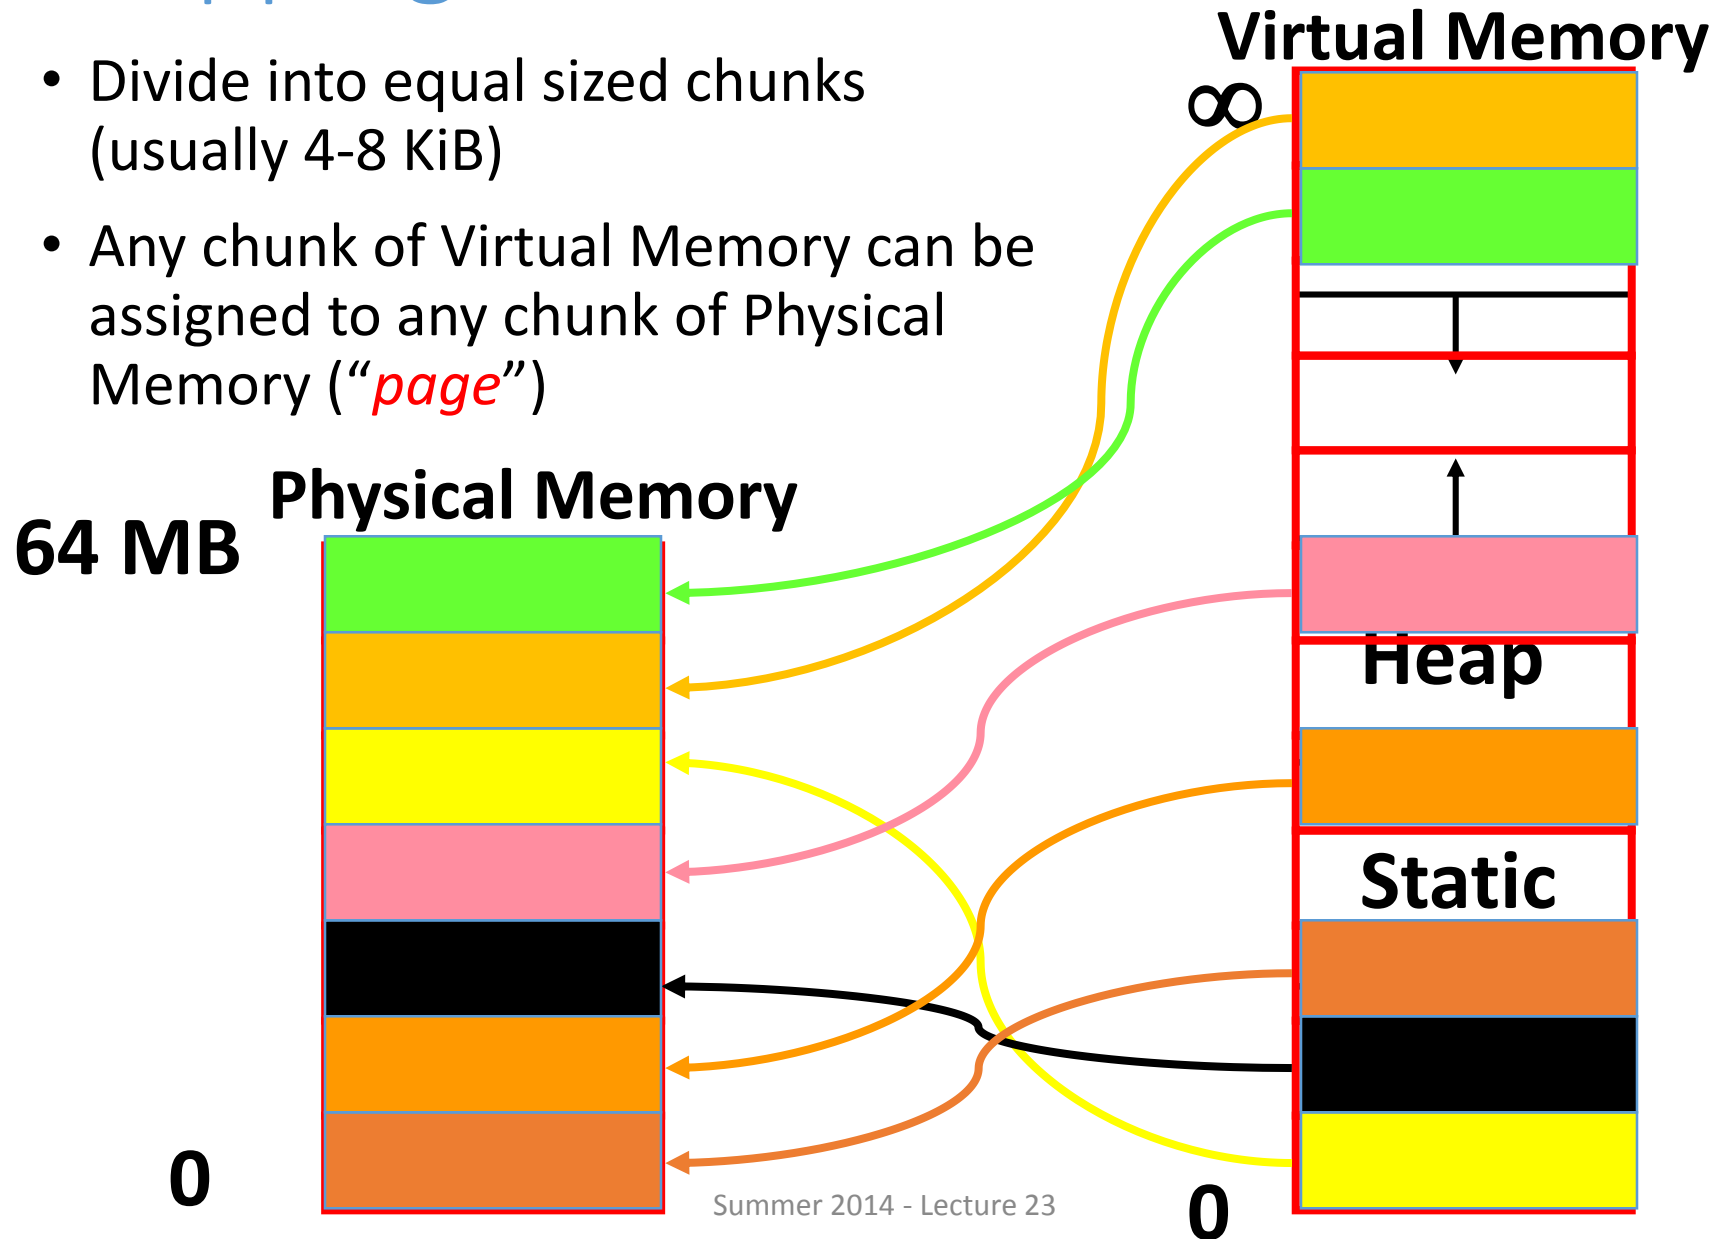 • Divide into equal sized chunks
(usually 4-8 KiB)
• Any chunk of Virtual Memory can be
assigned to any chunk of Physical
Memory (“page”)
Virtual Memory
∞
Physical Memory
64 MB
Heap
Static
0
Summer 2014 - Lecture 23
0